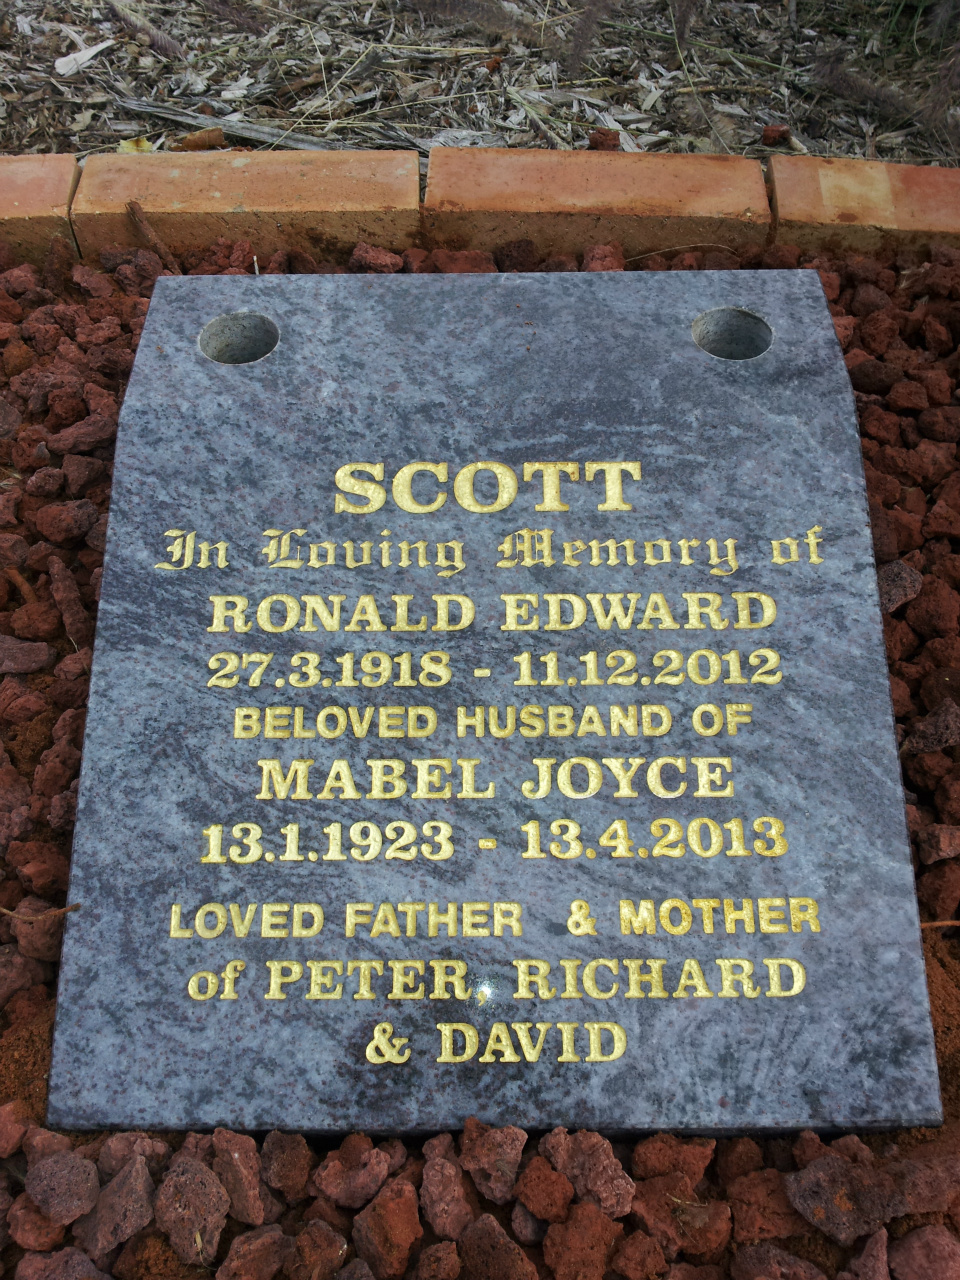 SCOTT
In Loving Memory of
RONALD EDWARD
27.3.1918 - 11.12.2012
BELOVED HUSBAND OF
MABEL JOYCE
13.1.1923 - 13.4.2013
LOVED FATHER & MOTHER
of PETER, RICHARD
& DAVID